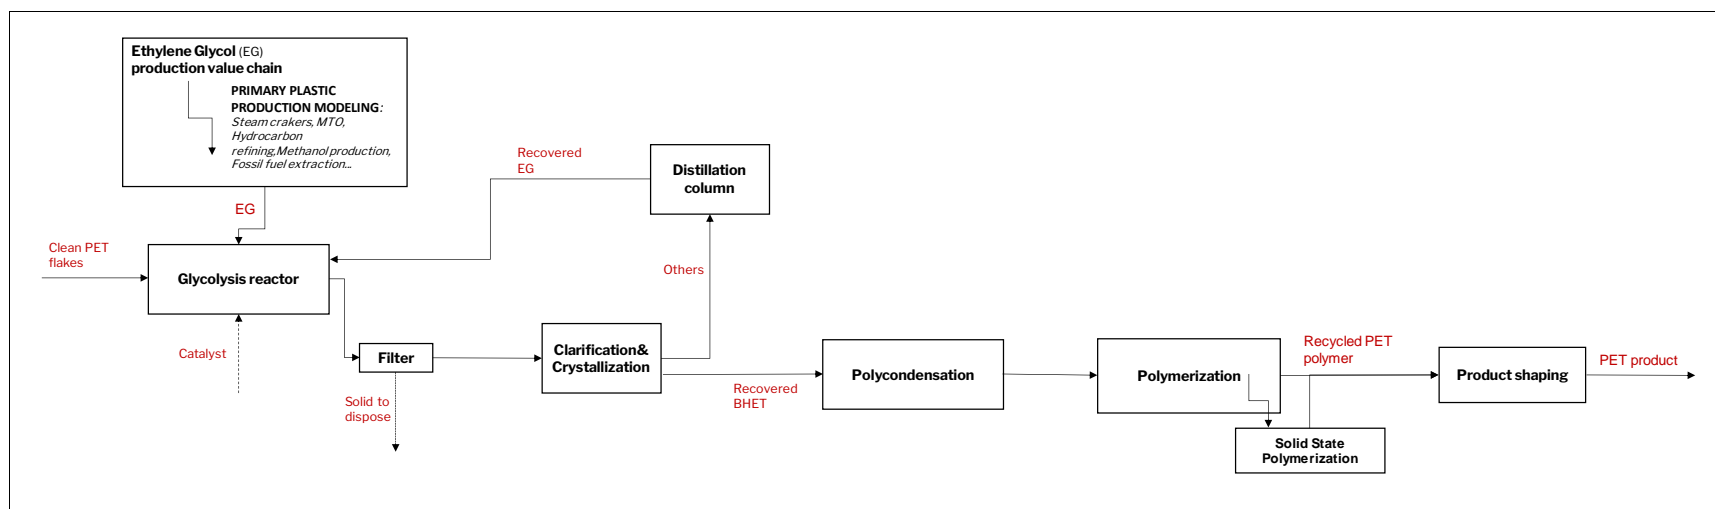 Ethylene Glycol (EG)
production value chain
PRIMARY PLASTIC
PRODUCTION MODELING:
Steam crakers, MTO,
Hydrocarbon
refining,Methanol production,
Fossil fuel extraction...
EG
Recovered
EG
Distillation
column
Clean PET
flakes
Glycolysis reactor
Others
Catalyst
Filter
Solid to
dispose
Clarification&
Crystallization
Recovered
BHET
Polycondensation
Polymerization
Recycled PET
polymer
Solid State
Polymerization
Product shaping
PET product